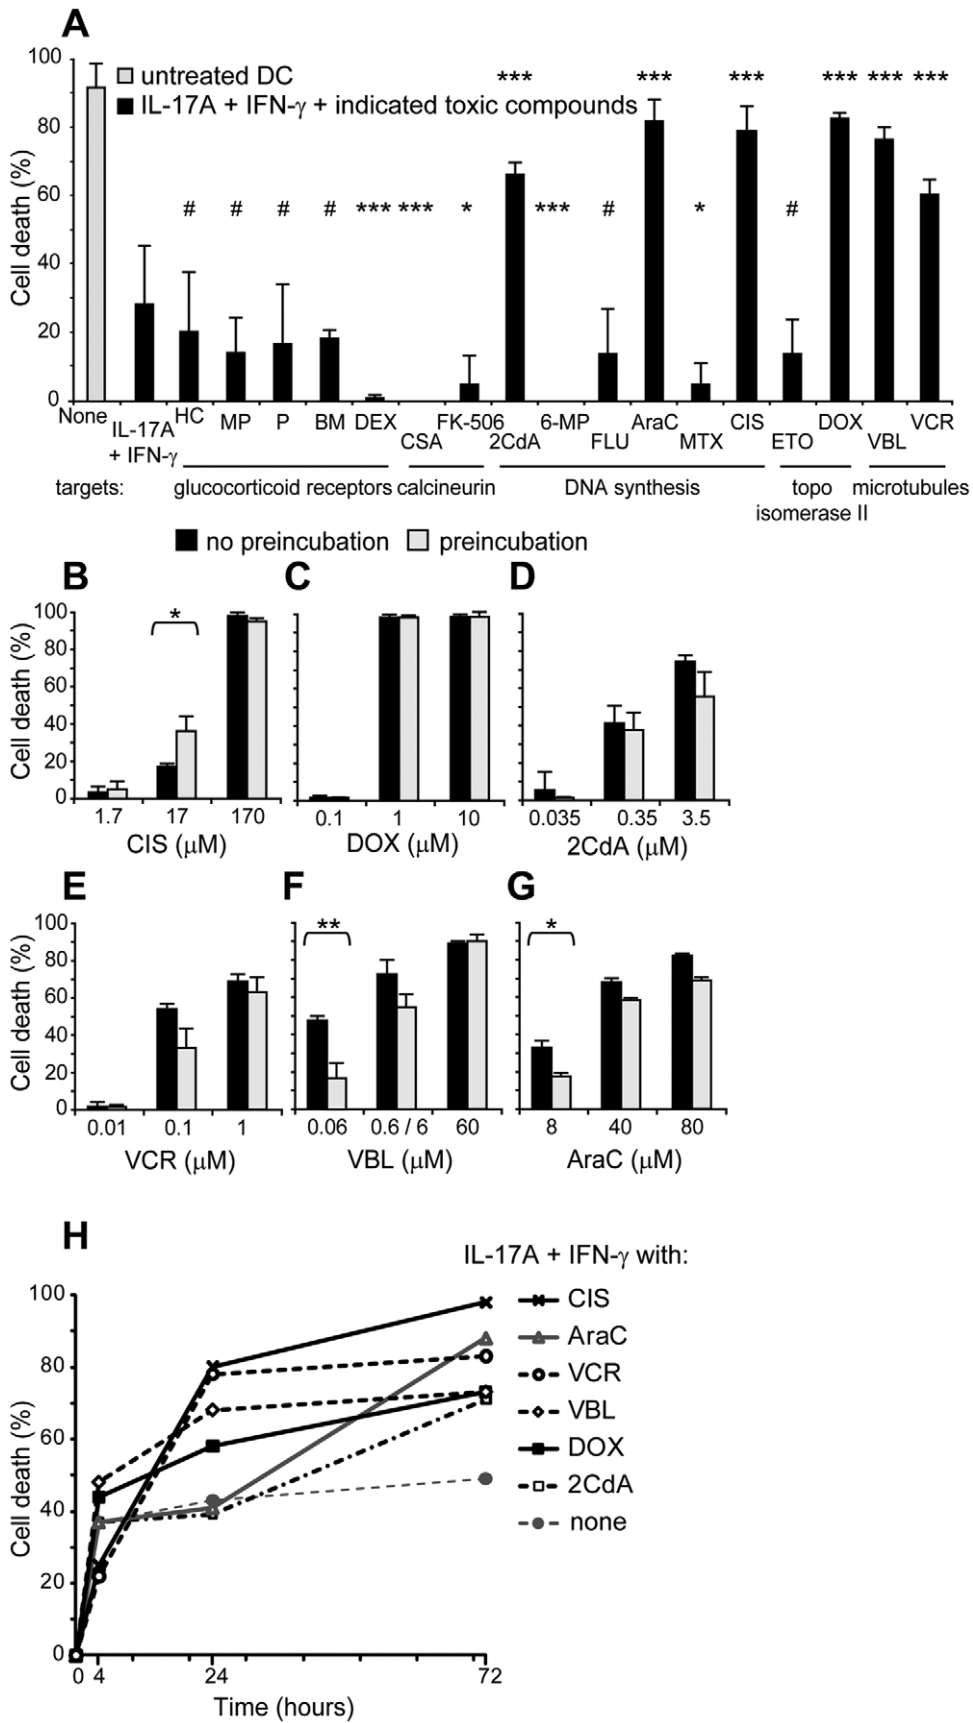 A
100
80
60
40
20
0
Cell death (%)
untreated DC
IL-17A + IFN-γ + indicated toxic compounds
*** *** *** *** *** ***
# # # # *** *** * *** # * #
None IL-17A + IFN-γ HC MP P BM DEX CSA FK-506 2CdA 6-MP FLU AraC MTX CIS ETO DOX VBL VCR
targets: glucocorticoid receptors calcineurin DNA synthesis topo isomerase II microtubules
no preincubation preincubation
B
100
80
60
40
20
0
Cell death (%)
*
1.7 17 170
CIS (μM)
C
0.1 1 10
DOX (μM)
D
0.035 0.35 3.5
2CdA (μM)
E
100
80
60
40
20
0
Cell death (%)
0.01 0.1 1
VCR (μM)
F
**
0.06 0.6 / 6 60
VBL (μM)
G
*
8 40 80
AraC (μM)
H
IL-17A + IFN-γ with:
CIS
AraC
VCR
VBL
DOX
2CdA
none
100
80
60
40
20
0
Cell death (%)
0 4 24 72
Time (hours)